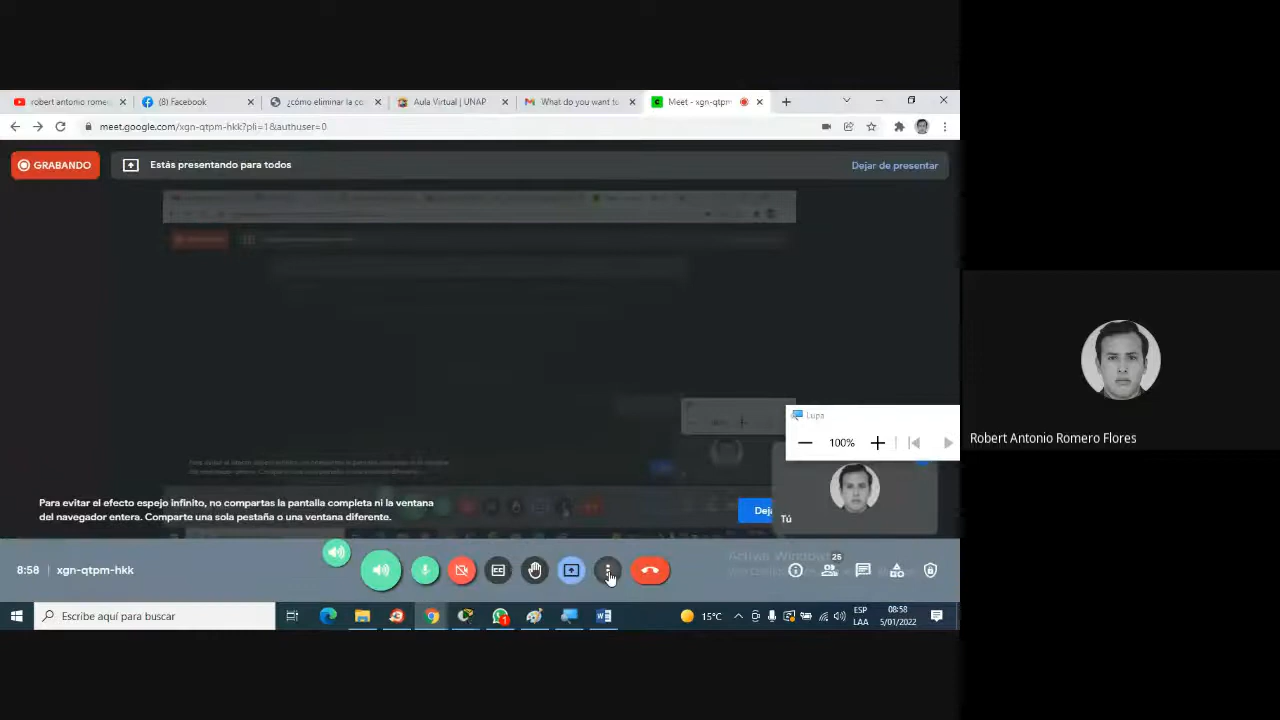 robert antonio rome
(8) Facebook
¿cómo eliminar la co
Aula Virtual | UNAP
What do you want to
Meet - xgn-qtpm
meet.google.com/xgn-qtpm-hkk?pli=1&authuser=0
GRABANDO
Estás presentando para todos
Dejar de presentar
Lupa
100%
Robert Antonio Romero Flores
Para evitar el efecto espejo infinito, no compartas la pantalla completa ni la ventana
del navegador entera. Comparte una sola pestaña o una ventana diferente.
Deja
Tú
Activar Windows
25
8:58
xgn-qtpm-hkk
CC
Escribe aquí para buscar
1
15°C
ESP
LAA
08:58
5/01/2022